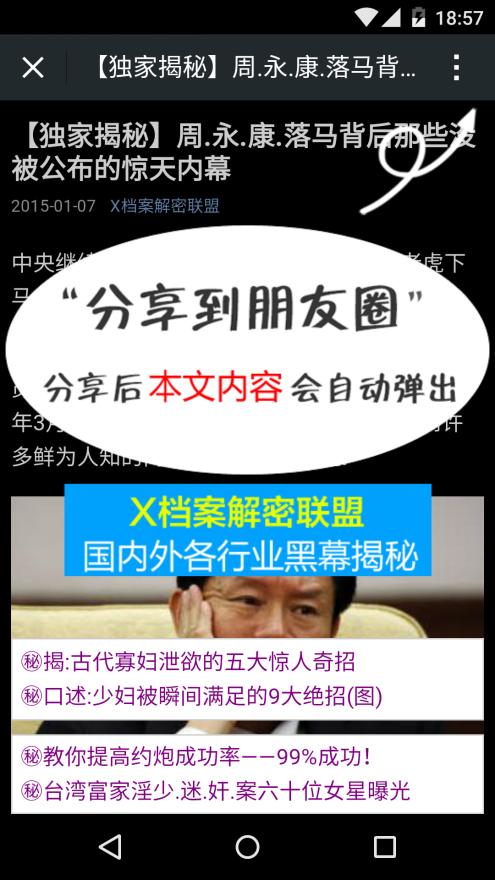 18:57
【独家揭秘】周.永.康.落马背...
【独家揭秘】周.永.康.落马背后那些没
被公布的惊天内幕
2015-01-07 X档案解密联盟
中央继
虎下
马
“分享到朋友圈”
分享后本文内容会自动弹出
年3
许
多鲜为人知的
X档案解密联盟
国内外各行业黑幕揭秘
㊙揭:古代寡妇泄欲的五大惊人奇招
㊙口述:少妇被瞬间满足的9大绝招(图)
㊙教你提高约炮成功率——99%成功!
㊙台湾富家淫少.迷.奸.案六十位女星曝光